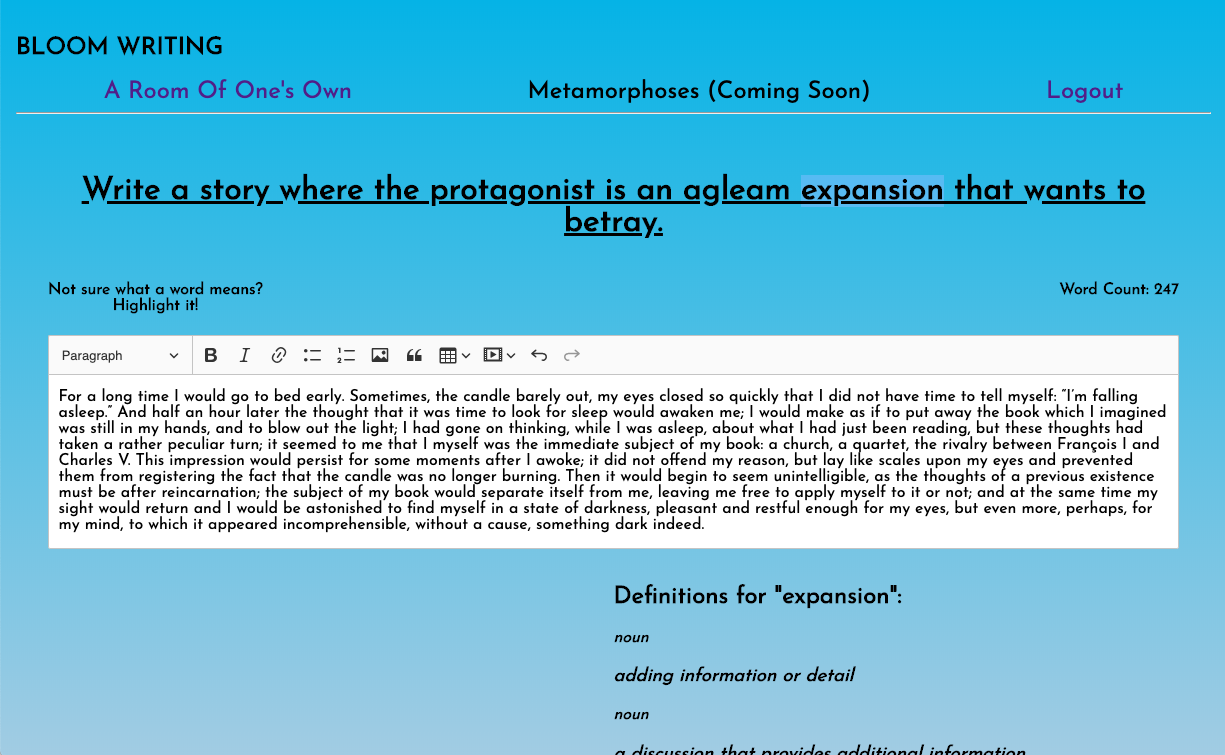 BLOOM WRITING
A Room Of One's Own Metamorphoses (Coming Soon) Logout
Write a story where the protagonist is an agleam expansion that wants to
betray.
Not sure what a word means?
Highlight it!
Word Count: 247
Paragraph
For a long time I would go to bed early. Sometimes, the candle barely out, my eyes closed so quickly that I did not have time to tell myself: “I’m falling
asleep.” And half an hour later the thought that it was time to look for sleep would awaken me; I would make as if to put away the book which I imagined
was still in my hands, and to blow out the light; I had gone on thinking, while I was asleep, about what I had just been reading, but these thoughts had
taken a rather peculiar turn; it seemed to me that I myself was the immediate subject of my book: a church, a quartet, the rivalry between François I and
Charles V. This impression would persist for some moments after I awoke; it did not offend my reason, but lay like scales upon my eyes and prevented
them from registering the fact that the candle was no longer burning. Then it would begin to seem unintelligible, as the thoughts of a previous existence
must be after reincarnation; the subject of my book would separate itself from me, leaving me free to apply myself to it or not; and at the same time my
sight would return and I would be astonished to find myself in a state of darkness, pleasant and restful enough for my eyes, but even more, perhaps, for
my mind, to which it appeared incomprehensible, without a cause, something dark indeed.
Definitions for "expansion":
noun
adding information or detail
noun
a discussion that provides additional information